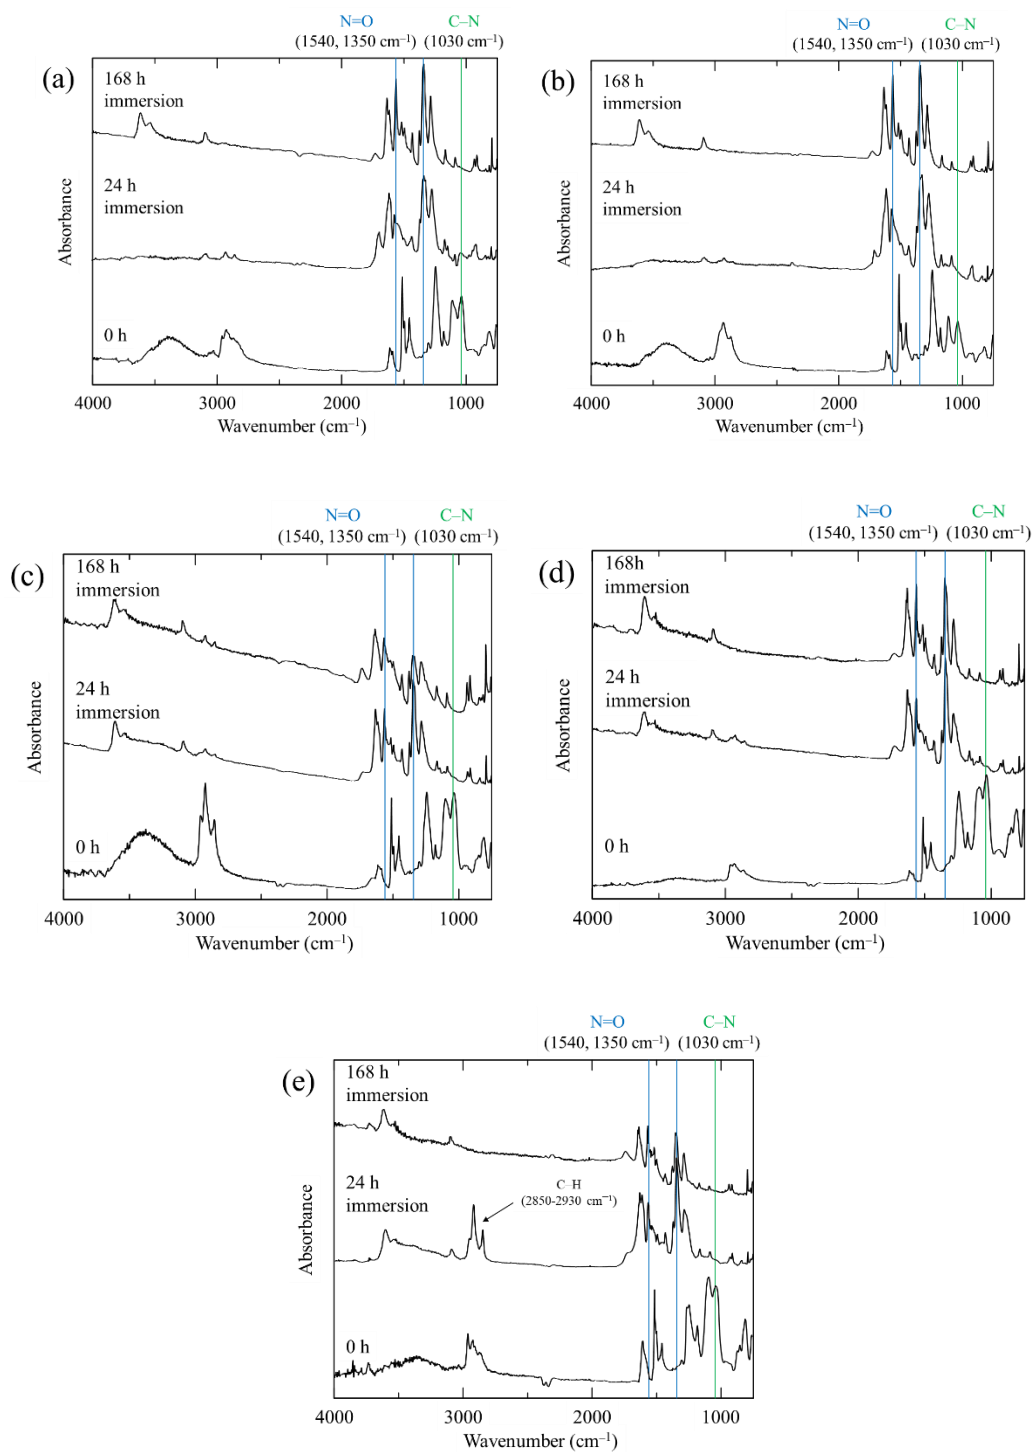 N=O C–N
(1540, 1350 cm⁻¹) (1030 cm⁻¹)
(a)
168 h
immersion
24 h
immersion
0 h
Absorbance
4000 3000 2000 1000
Wavenumber (cm⁻¹)
N=O C–N
(1540, 1350 cm⁻¹) (1030 cm⁻¹)
(b)
168 h
immersion
24 h
immersion
0 h
Absorbance
4000 3000 2000 1000
Wavenumber (cm⁻¹)
N=O C–N
(1540, 1350 cm⁻¹) (1030 cm⁻¹)
(c)
168 h
immersion
24 h
immersion
0 h
Absorbance
4000 3000 2000 1000
Wavenumber (cm⁻¹)
N=O C–N
(1540, 1350 cm⁻¹) (1030 cm⁻¹)
(d)
168h
immersion
24 h
immersion
0 h
Absorbance
4000 3000 2000 1000
Wavenumber (cm⁻¹)
N=O C–N
(1540, 1350 cm⁻¹) (1030 cm⁻¹)
(e)
168 h
immersion
24 h
immersion
C–H
(2850-2930 cm⁻¹)
0 h
Absorbance
4000 3000 2000 1000
Wavenumber (cm⁻¹)